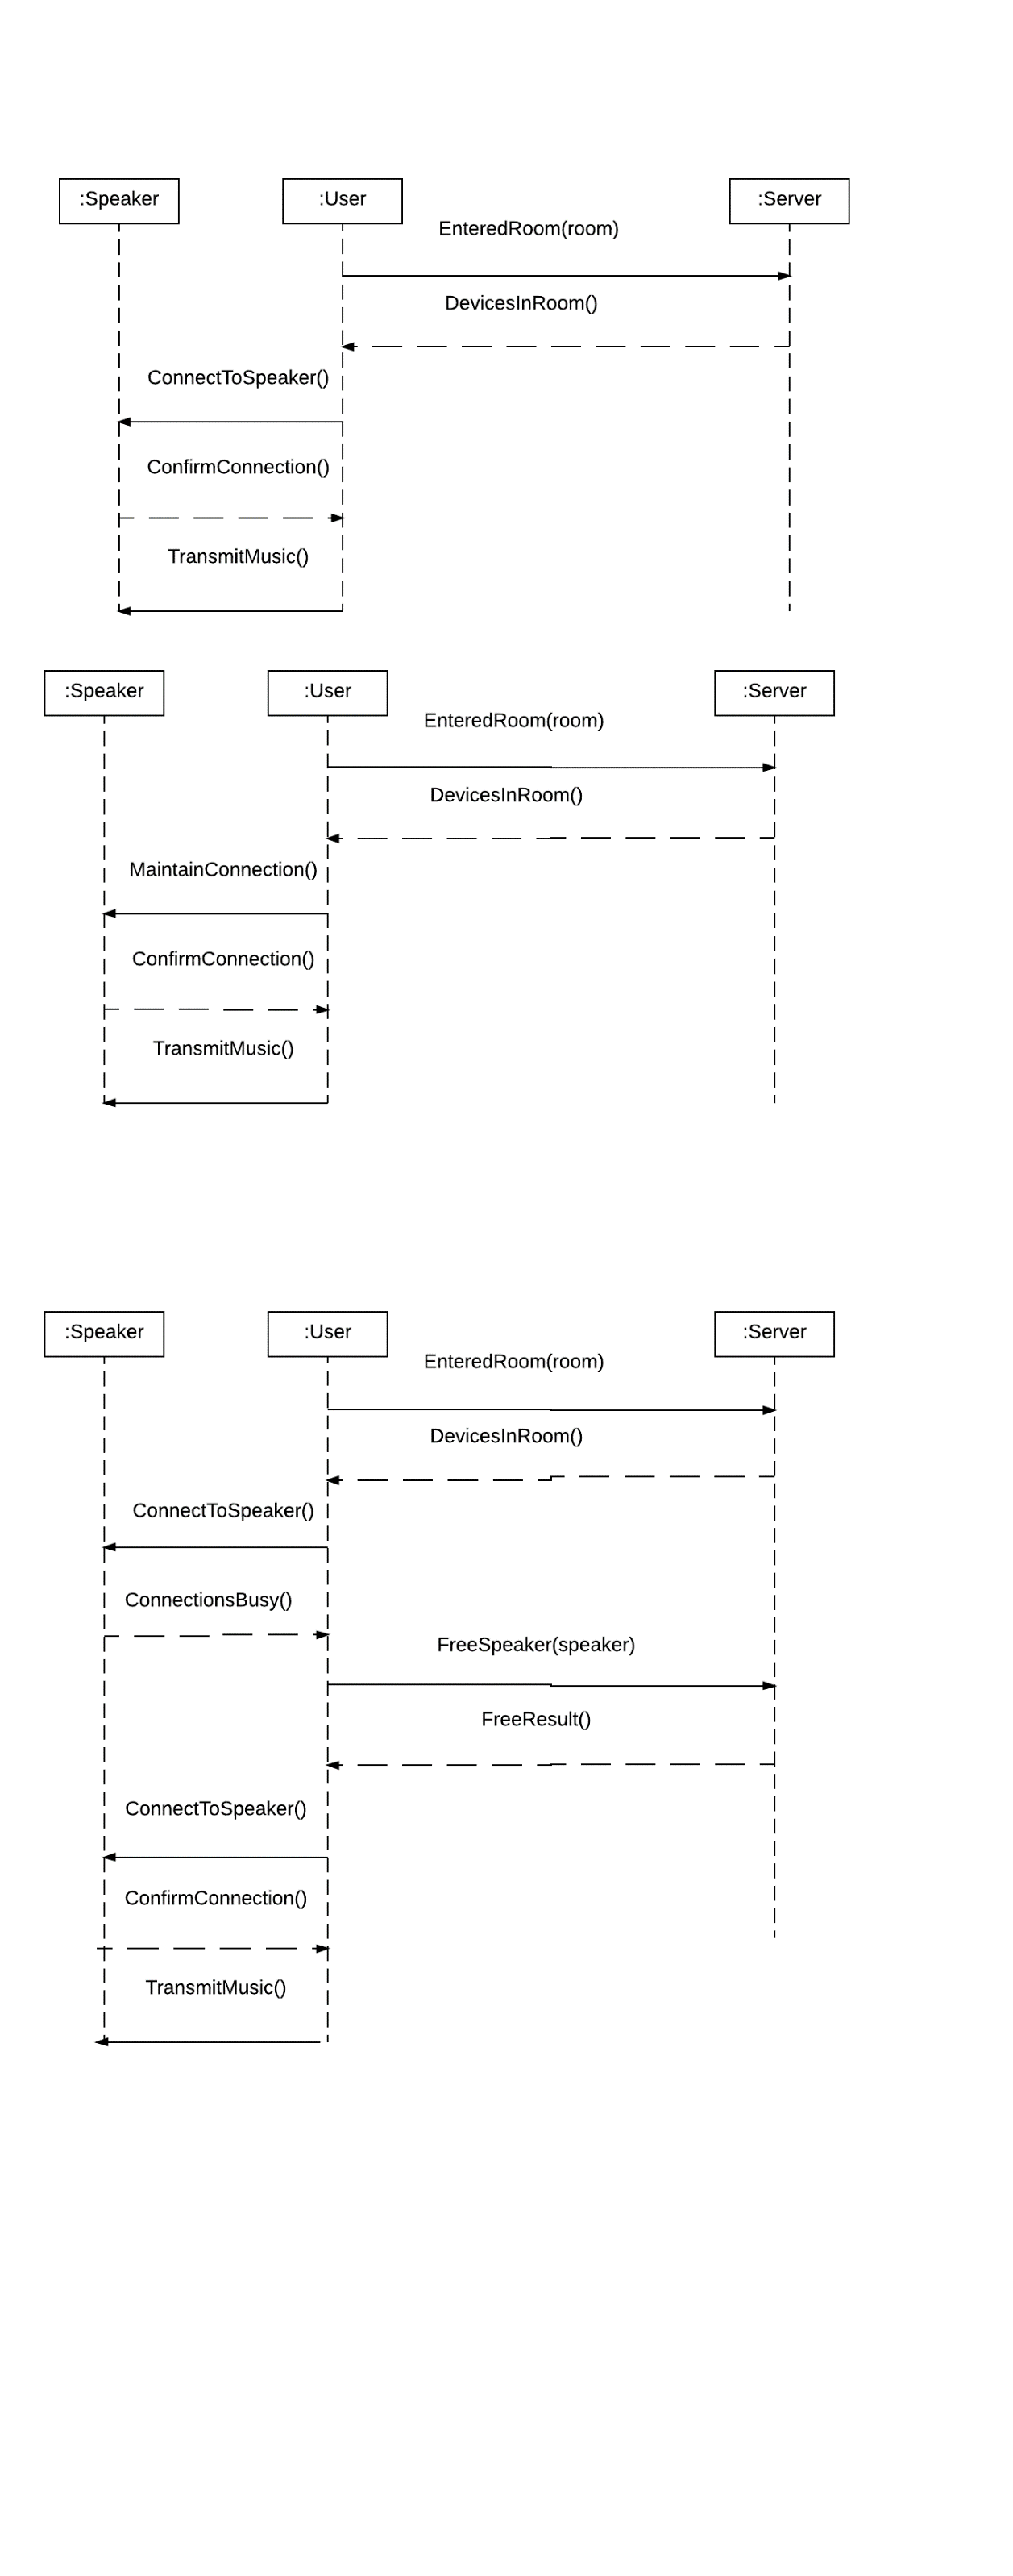 :Speaker
:User
:Server
EnteredRoom(room)
DevicesInRoom()
ConnectToSpeaker()
ConfirmConnection()
TransmitMusic()
:Speaker
:User
:Server
EnteredRoom(room)
DevicesInRoom()
MaintainConnection()
ConfirmConnection()
TransmitMusic()
:Speaker
:User
:Server
EnteredRoom(room)
DevicesInRoom()
ConnectToSpeaker()
ConnectionsBusy()
FreeSpeaker(speaker)
FreeResult()
ConnectToSpeaker()
ConfirmConnection()
TransmitMusic()